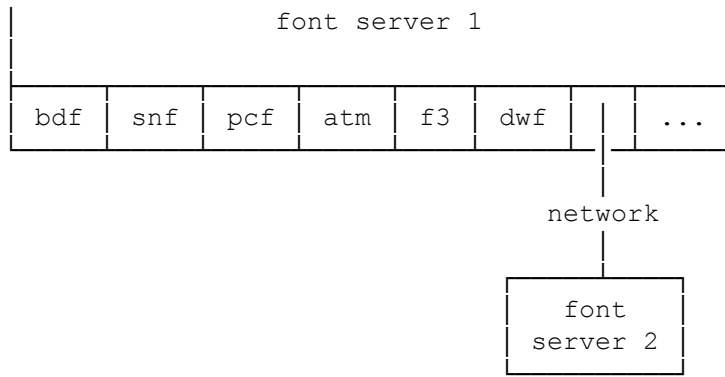 font server 1
bdf snf pcf atm f3 dwf ...
network
font
server 2